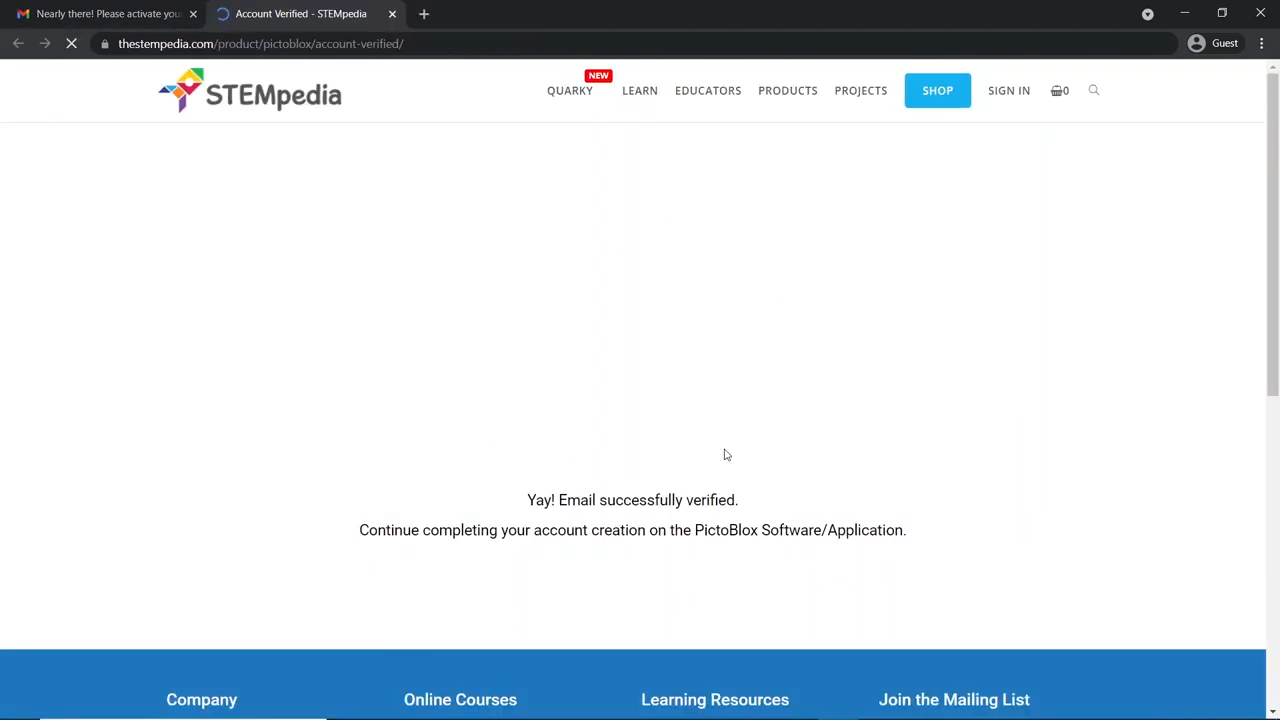 Nearly there! Please activate your
Account Verified - STEMpedia
thestempedia.com/product/pictoblox/account-verified/
Guest
STEMpedia
NEW
QUARKY
LEARN
EDUCATORS
PRODUCTS
PROJECTS
SHOP
SIGN IN
0
Yay! Email successfully verified.
Continue completing your account creation on the PictoBlox Software/Application.
Company
Online Courses
Learning Resources
Join the Mailing List